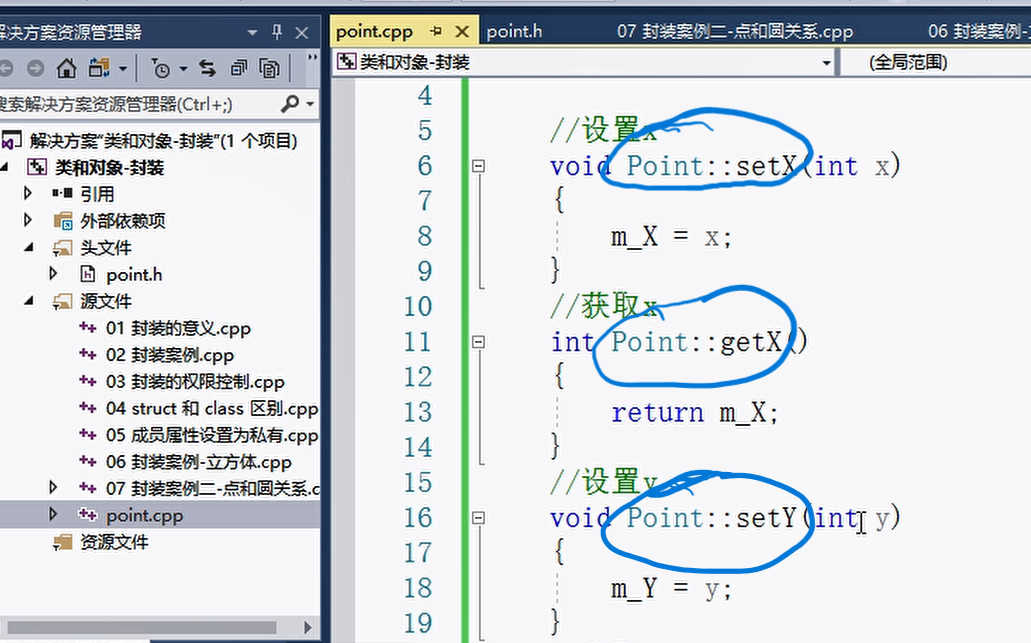 解决方案资源管理器
point.cpp
point.h
07 封装案例二-点和圆关系.cpp
06 封装案例-
类和对象-封装
(全局范围)
搜索解决方案资源管理器(Ctrl+;)
解决方案"类和对象-封装"(1 个项目)
类和对象-封装
引用
外部依赖项
头文件
point.h
源文件
01 封装的意义.cpp
02 封装案例.cpp
03 封装的权限控制.cpp
04 struct 和 class 区别.cpp
05 成员属性设置为私有.cpp
06 封装案例-立方体.cpp
07 封装案例二-点和圆关系.c
point.cpp
资源文件
4
5 //设置x
6 void Point::setX(int x)
7 {
8 m_X = x;
9 }
10 //获取x
11 int Point::getX()
12 {
13 return m_X;
14 }
15 //设置y
16 void Point::setY(int y)
17 {
18 m_Y = y;
19 }